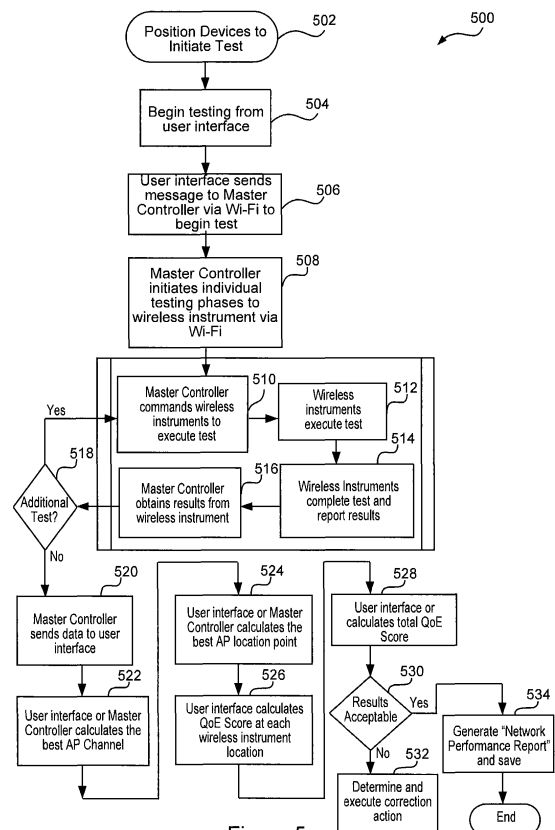 500
Position Devices to
Initiate Test
502
Begin testing from
user interface
504
User interface sends
message to Master
Controller via Wi-Fi to
begin test
506
Master Controller
initiates individual
testing phases to
wireless instrument via
Wi-Fi
508
Master Controller
commands wireless
instruments to
execute test
510
Wireless
instruments
execute test
512
Wireless Instruments
complete test and
report results
514
Master Controller
obtains results from
wireless instrument
516
Additional
Test?
518
Yes
No
Master Controller
sends data to user
interface
520
User interface or Master
Controller calculates the
best AP Channel
522
User interface or Master
Controller calculates the
best AP location point
524
User interface calculates
QoE Score at each
wireless instrument
location
526
User interface or
calculates total QoE
Score
528
Results
Acceptable
530
Yes
No
Determine and
execute correction
action
532
Generate “Network
Performance Report”
and save
534
End